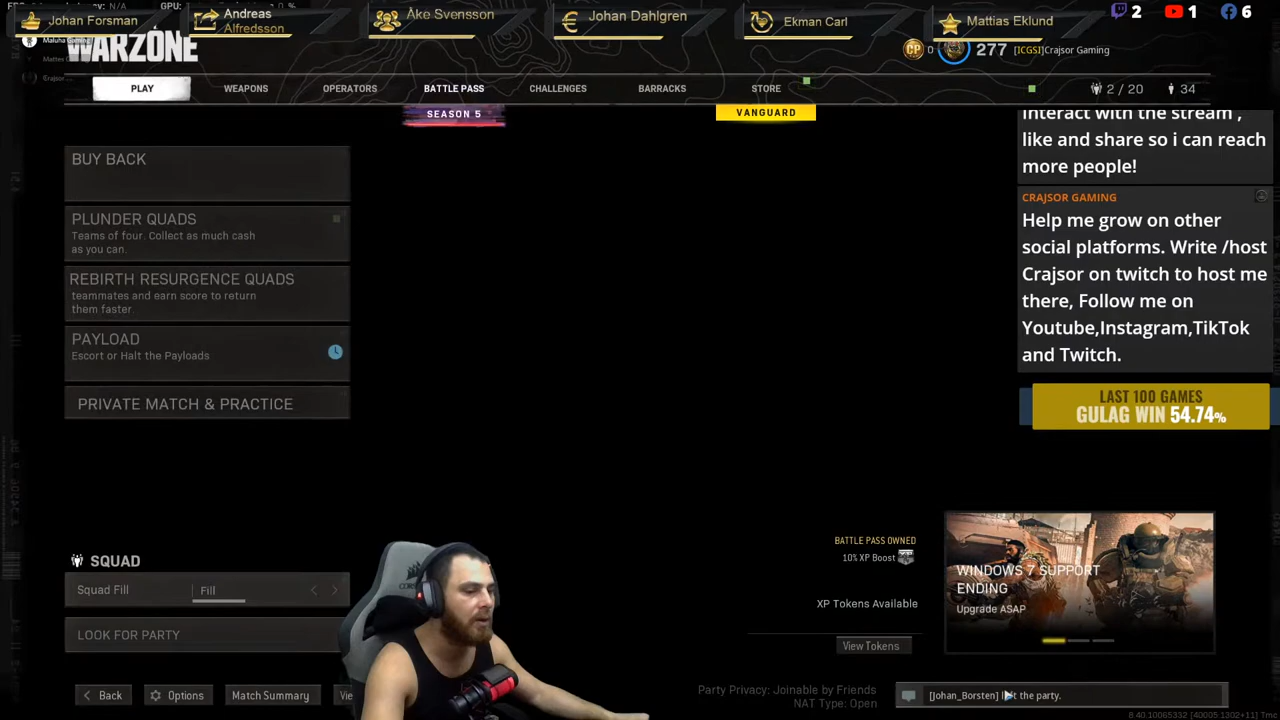 Johan Forsman
Andreas
Alfredsson
Åke Svensson
Johan Dahlgren
Ekman Carl
Mattias Eklund
2
1
6
WARZONE
0
277
[ICGSI]Crajsor Gaming
PLAY
WEAPONS
OPERATORS
BATTLE PASS
CHALLENGES
BARRACKS
STORE
2 / 20
34
SEASON 5
VANGUARD
BUY BACK
PLUNDER QUADS
Teams of four. Collect as much cash
as you can.
REBIRTH RESURGENCE QUADS
teammates and earn score to return
them faster.
PAYLOAD
Escort or Halt the Payloads
PRIVATE MATCH & PRACTICE
interact with the stream ,
like and share so i can reach
more people!
CRAJSOR GAMING
Help me grow on other
social platforms. Write /host
Crajsor on twitch to host me
there, Follow me on
Youtube,Instagram,TikTok
and Twitch.
LAST 100 GAMES
GULAG WIN 54.74%
SQUAD
Squad Fill
Fill
LOOK FOR PARTY
BATTLE PASS OWNED
10% XP Boost
XP Tokens Available
View Tokens
WINDOWS 7 SUPPORT
ENDING
Upgrade ASAP
Back
Options
Match Summary
Party Privacy: Joinable by Friends
NAT Type: Open
[Johan_Borsten] left the party.